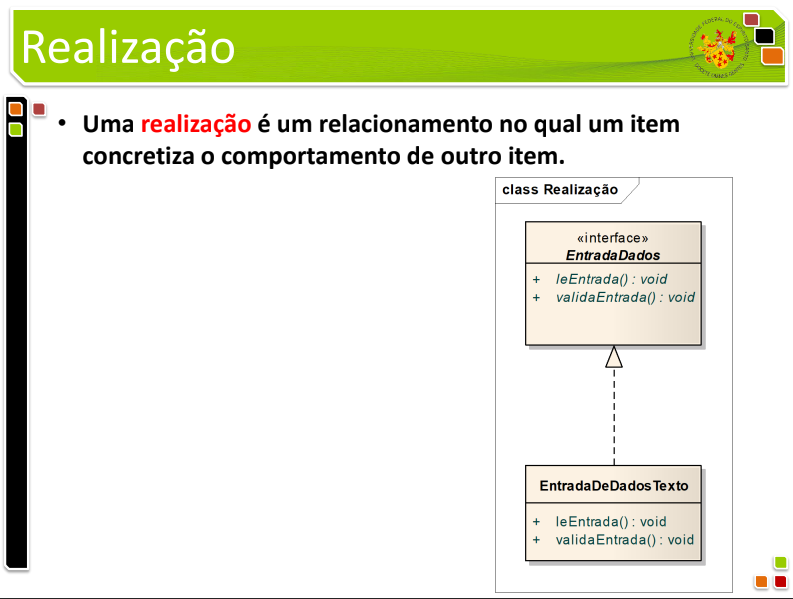 Realização
• Uma realização é um relacionamento no qual um item
concretiza o comportamento de outro item.
class Realização
«interface»
EntradaDados
+ leEntrada() : void
+ validaEntrada() : void
EntradaDeDadosTexto
+ leEntrada() : void
+ validaEntrada() : void